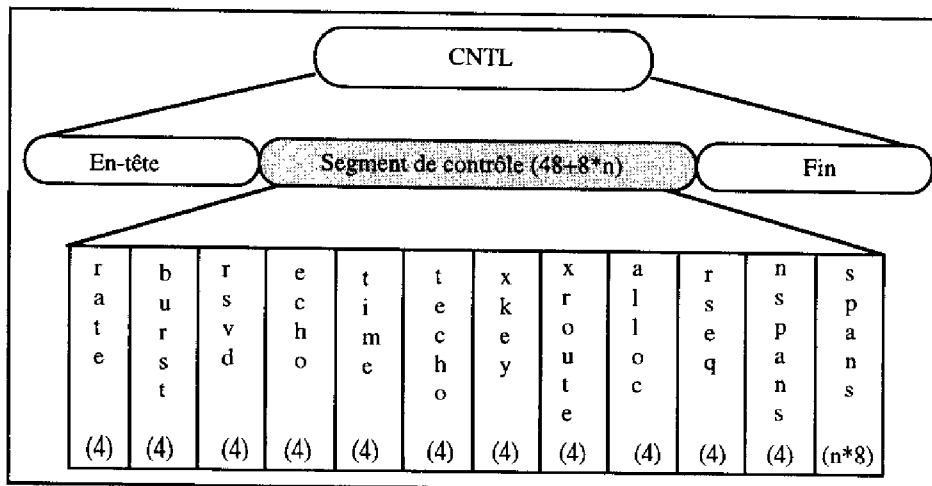 CNTL
En-tête
Segment de contrôle (48+8*n)
Fin
rate
burst
rsvd
echo
time
techo
xkey
xroute
alloc
rseq
nspans
spans
(4) (4) (4) (4) (4) (4) (4) (4) (4) (4) (4) (n*8)